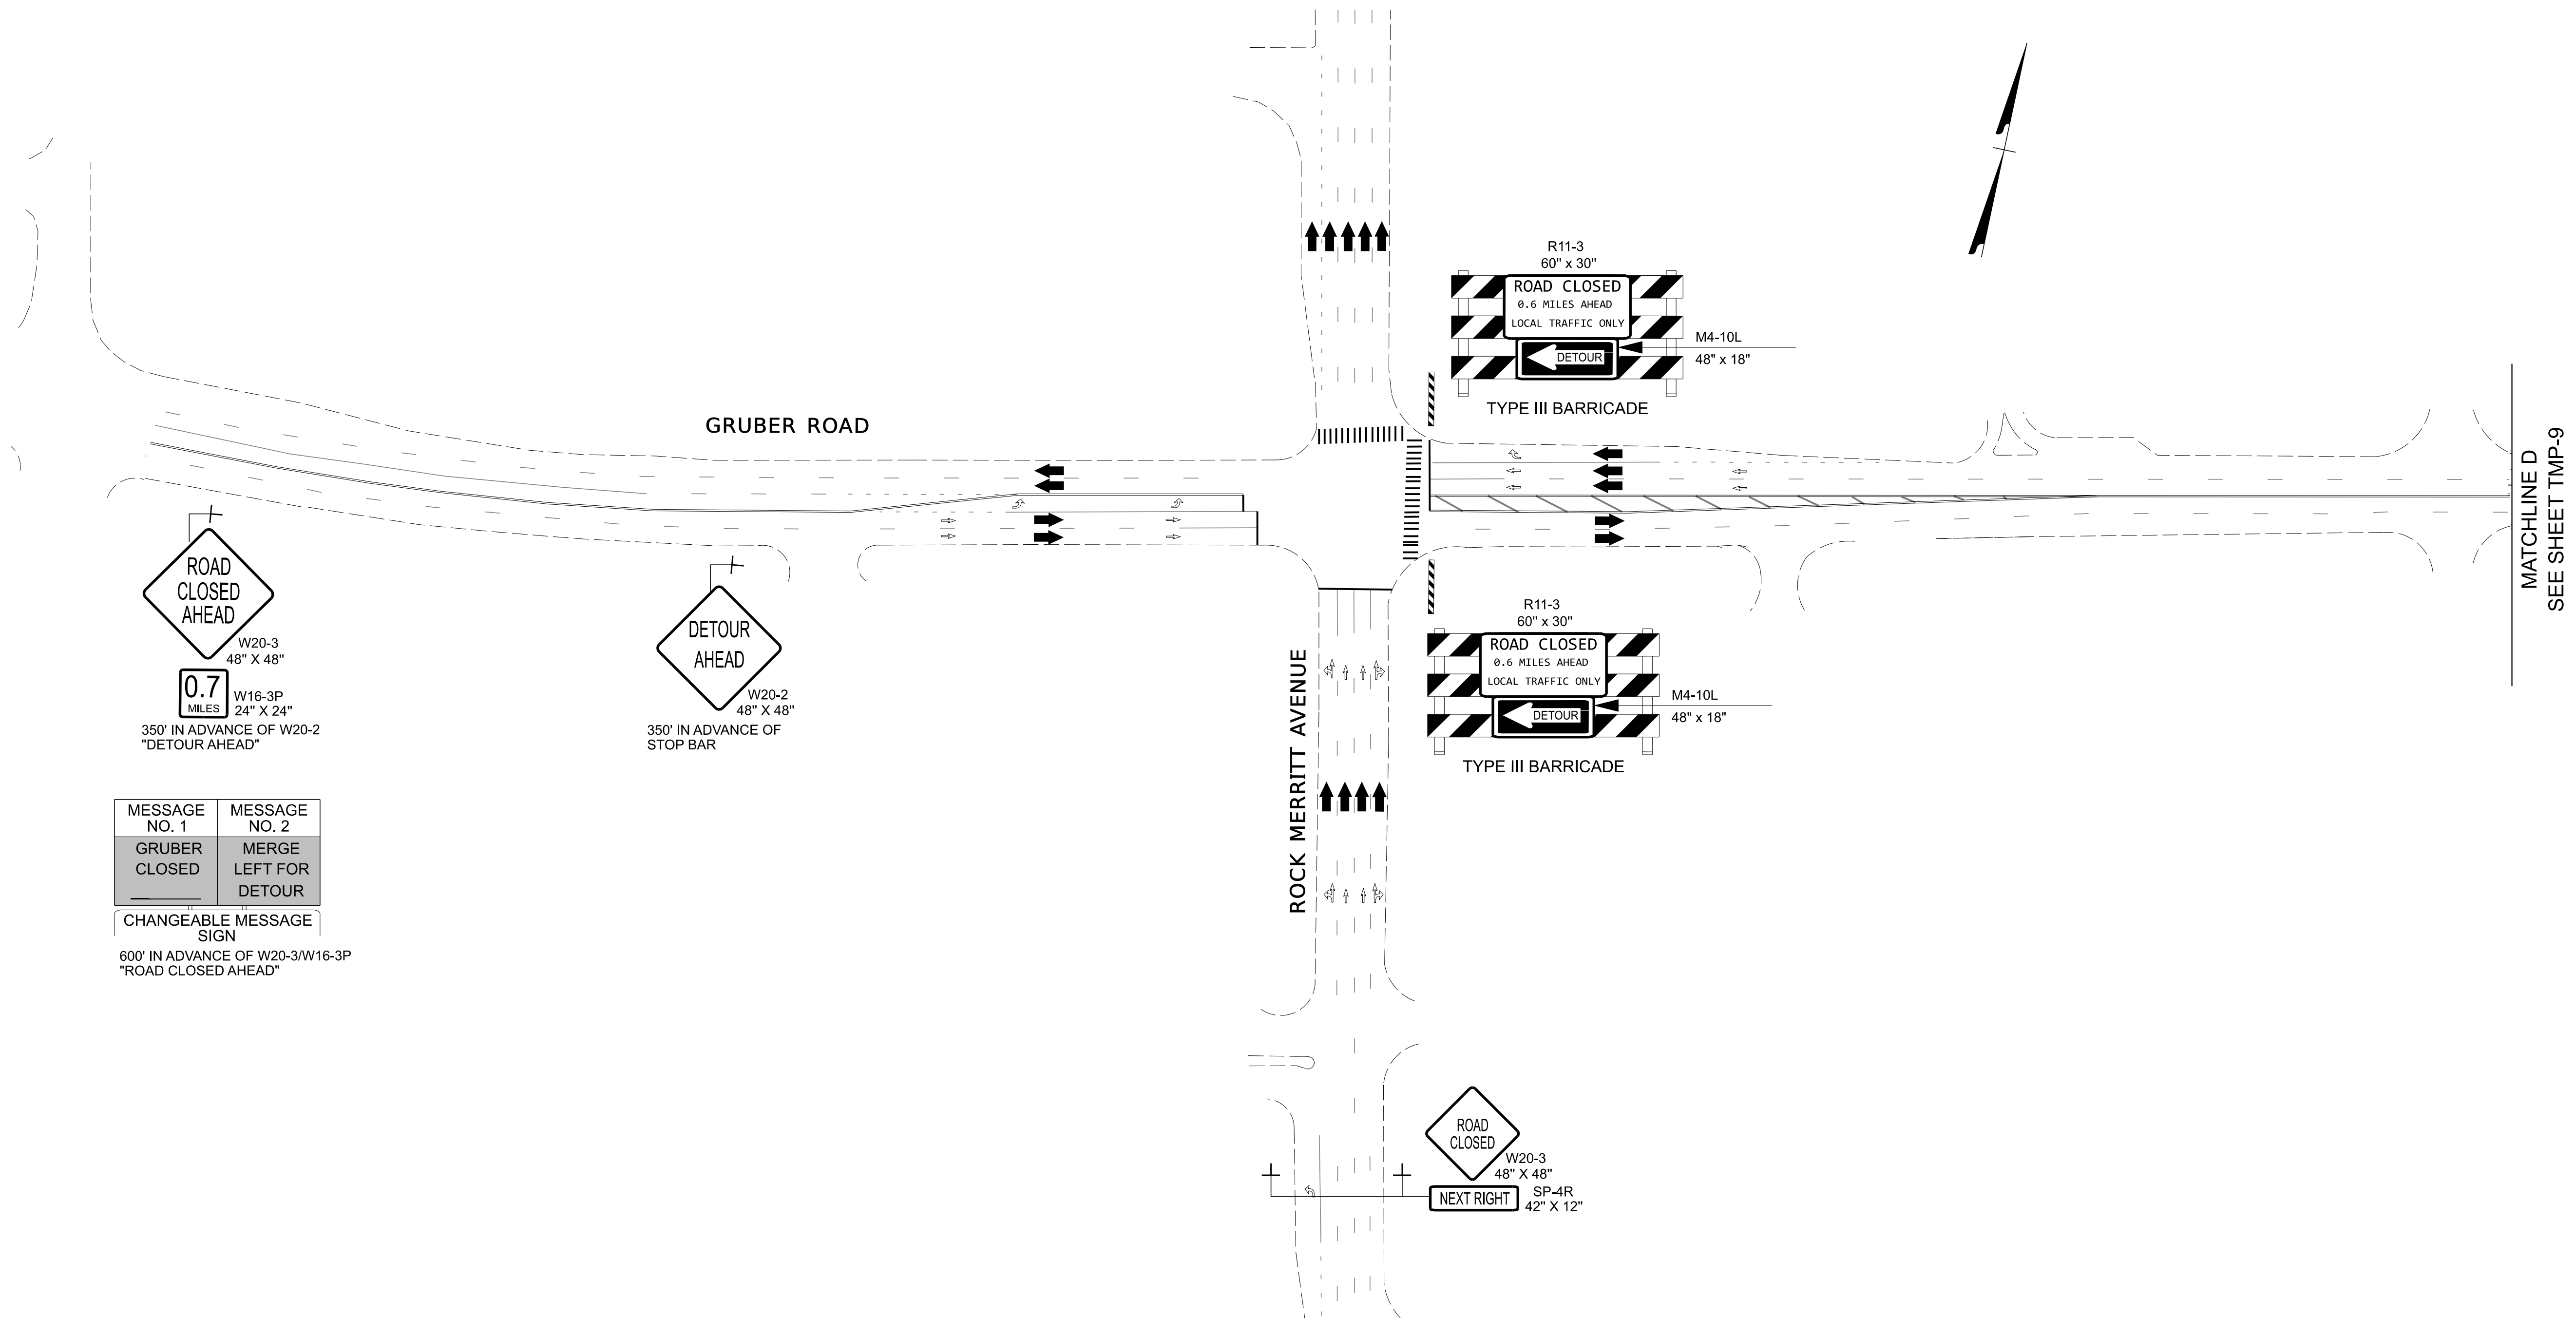 R11-3
60" x 30"
ROAD CLOSED
0.6 MILES AHEAD
LOCAL TRAFFIC ONLY
DETOUR
M4-10L
48" x 18"
TYPE III BARRICADE
GRUBER ROAD
MATCHLINE D
SEE SHEET TMP-9
ROAD
CLOSED
AHEAD
W20-3
48" X 48"
0.7
MILES
W16-3P
24" X 24"
350' IN ADVANCE OF W20-2
"DETOUR AHEAD"
DETOUR
AHEAD
W20-2
48" X 48"
350' IN ADVANCE OF
STOP BAR
ROCK MERRITT AVENUE
R11-3
60" x 30"
ROAD CLOSED
0.6 MILES AHEAD
LOCAL TRAFFIC ONLY
DETOUR
M4-10L
48" x 18"
TYPE III BARRICADE
MESSAGE
NO. 1
GRUBER
CLOSED
MESSAGE
NO. 2
MERGE
LEFT FOR
DETOUR
CHANGEABLE MESSAGE
SIGN
600' IN ADVANCE OF W20-3/W16-3P
"ROAD CLOSED AHEAD"
ROAD
CLOSED
W20-3
48" X 48"
NEXT RIGHT
SP-4R
42" X 12"